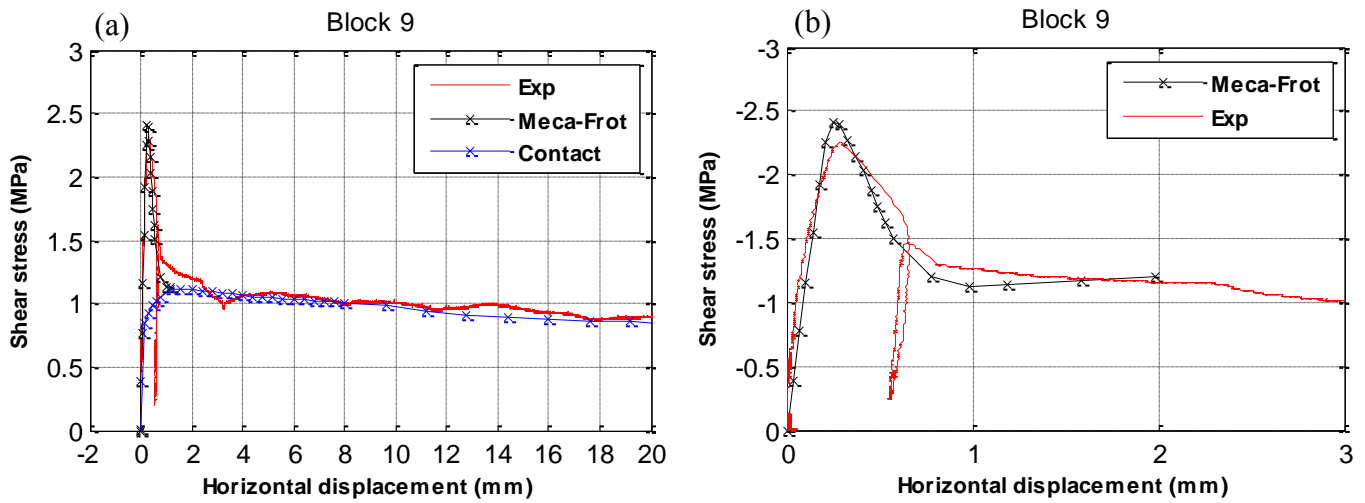 (a)
Block 9
3
2.5
2
1.5
1
0.5
0
-2
0
2
4
6
8
10
12
14
16
18
20
Shear stress (MPa)
Horizontal displacement (mm)
Exp
Meca-Frot
Contact
(b)
Block 9
-3
-2.5
-2
-1.5
-1
-0.5
0
0
1
2
3
Shear stress (MPa)
Horizontal displacement (mm)
Meca-Frot
Exp